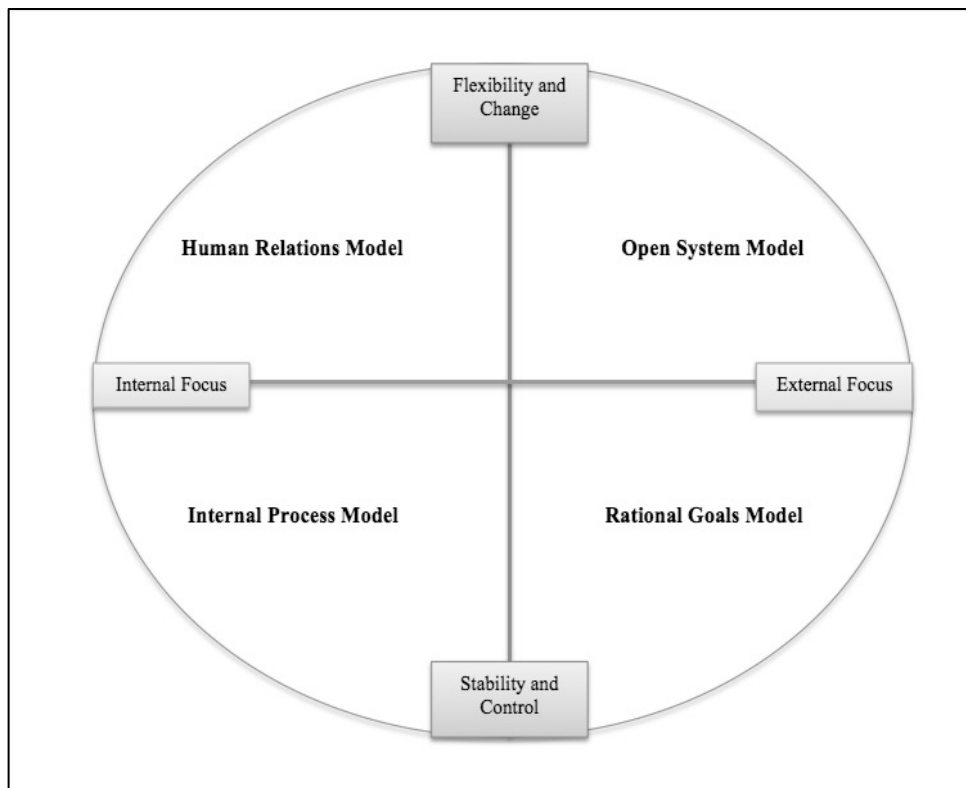 Flexibility and
Change
Human Relations Model
Open System Model
Internal Focus
External Focus
Internal Process Model
Rational Goals Model
Stability and
Control